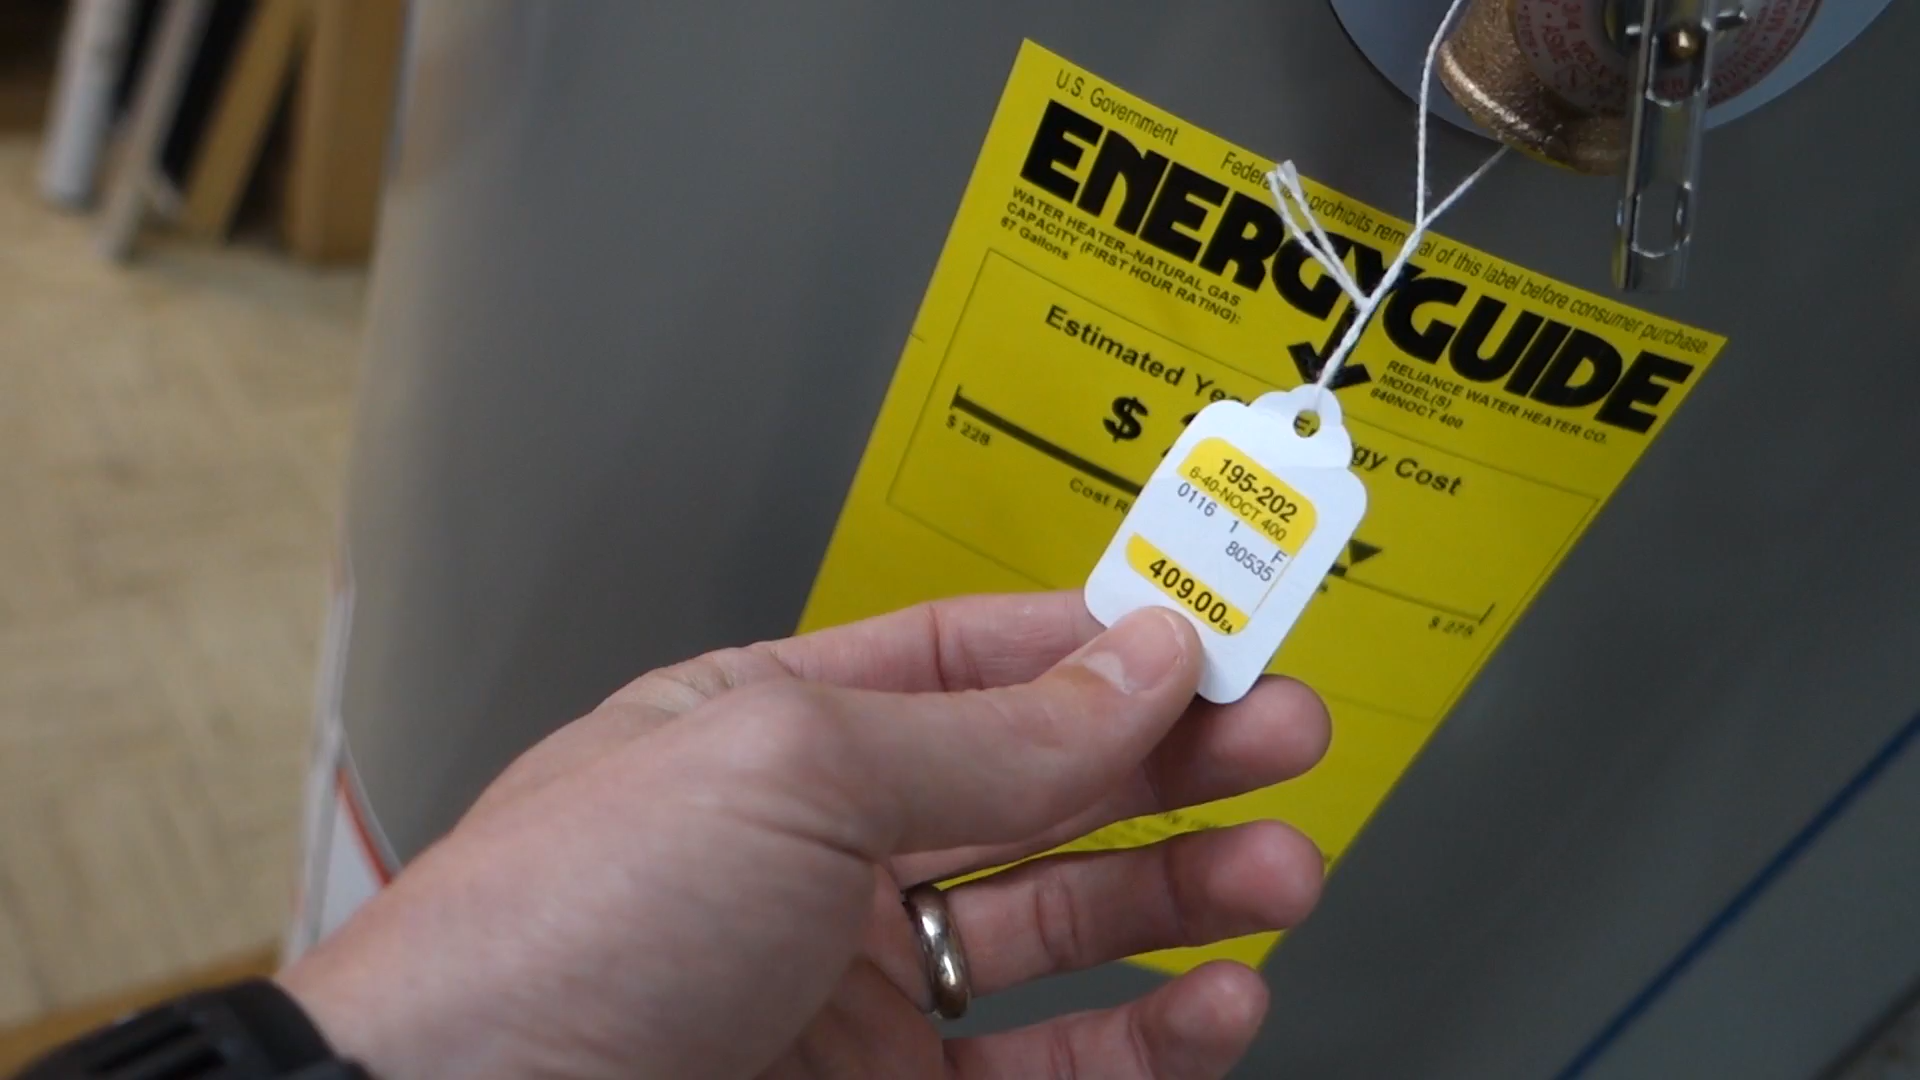 U.S. Government
Federal prohibits removal of this label before consumer purchase.
ENERGYGUIDE
WATER HEATER--NATURAL GAS
CAPACITY (FIRST HOUR RATING):
67 Gallons
RELIANCE WATER HEATER CO.
MODEL(S)
640NOCT 400
Estimated Energy Cost
$
$ 228
$ 275
Cost
195-202
6-40-NOCT 400
0116 1 F
80535
409.00EA